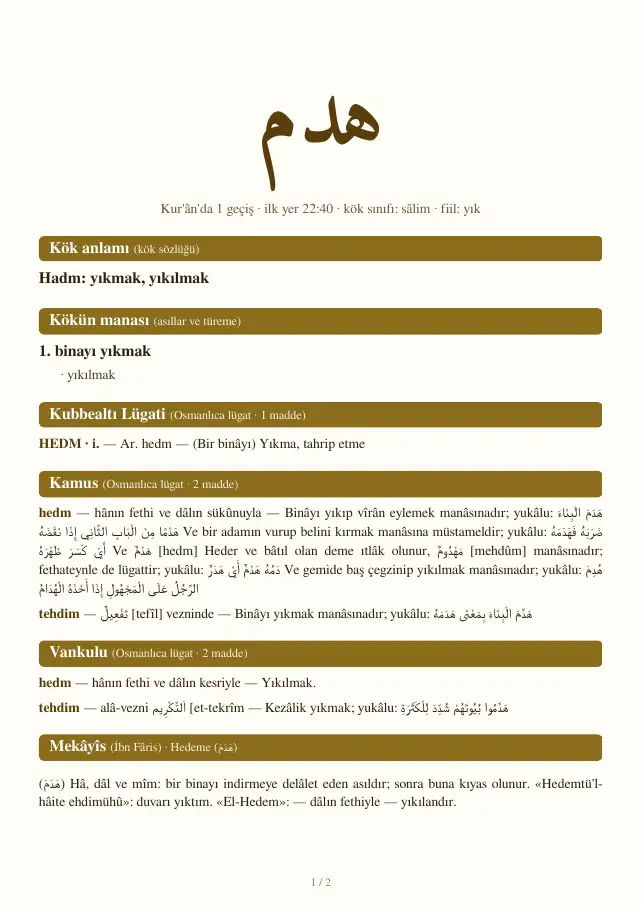 هدم
Kur'ân'da 1 geçiş · ilk yer 22:40 · kök sınıfı: sâlim · fiil: yık
Kök anlamı (kök sözlüğü)
Hadm: yıkmak, yıkılmak
Kökün manası (asıllar ve türeme)
1. binayı yıkmak
· yıkılmak
Kubbealtı Lügati (Osmanlıca lügat · 1 madde)
HEDM · i. — Ar. hedm — (Bir binâyı) Yıkma, tahrip etme
Kamus (Osmanlıca lügat · 2 madde)
hedm — hânın fethi ve dâlın sükûnuyla — Binâyı yıkıp vîrân eylemek manâsınadır; yukâlu: هَدَمَ الْبِنَاءَ
هَدْمًا مِنَ الْبَابِ الثَّانِي إِذَا نَقَضَهُ Ve bir adamın vurup belini kırmak manasına müstameldir; yukâlu: ضَرَبَهُ فَهَدَمَهُ
أَيْ كَسَرَ ظَهْرَهُ Ve هَدْمٌ [hedm] Heder ve bâtıl olan deme ıtlâk olunur, مَهْدُومٌ [mehdûm] manâsınadır;
fethateynle de lügattir; yukâlu: دَمُهُ هَدْمٌ أَيْ هَدَرٌ Ve gemide baş çegzinip yıkılmak manâsınadır; yukâlu: هُدِمَ
الرَّجُلُ عَلَى الْمَجْهُولِ إِذَا أَخَذَهُ الْهُدَامُ
tehdim — تَفْعِيلٌ [tefîl] vezninde — Binâyı yıkmak manâsınadır; yukâlu: هَدَّمَ الْبِنَاءَ بِمَعْنَى هَدَمَهُ
Vankulu (Osmanlıca lügat · 2 madde)
hedm — hânın fethi ve dâlın kesriyle — Yıkılmak.
tehdim — alâ-vezni اَلتَّكْرِيم [et-tekrîm — Kezâlik yıkmak; yukâlu: هَدَّمُوا بُيُوتَهُمْ شُدِّدَ لِلْكَثْرَةِ
Mekâyîs (İbn Fâris) · Hedeme (هَدَمَ)
(هَدَمَ) Hâ, dâl ve mîm: bir binayı indirmeye delâlet eden asıldır; sonra buna kıyas olunur. «Hedemtü'l-
hâite ehdimühû»: duvarı yıktım. «El-Hedem»: — dâlın fethiyle — yıkılandır.
1 / 2